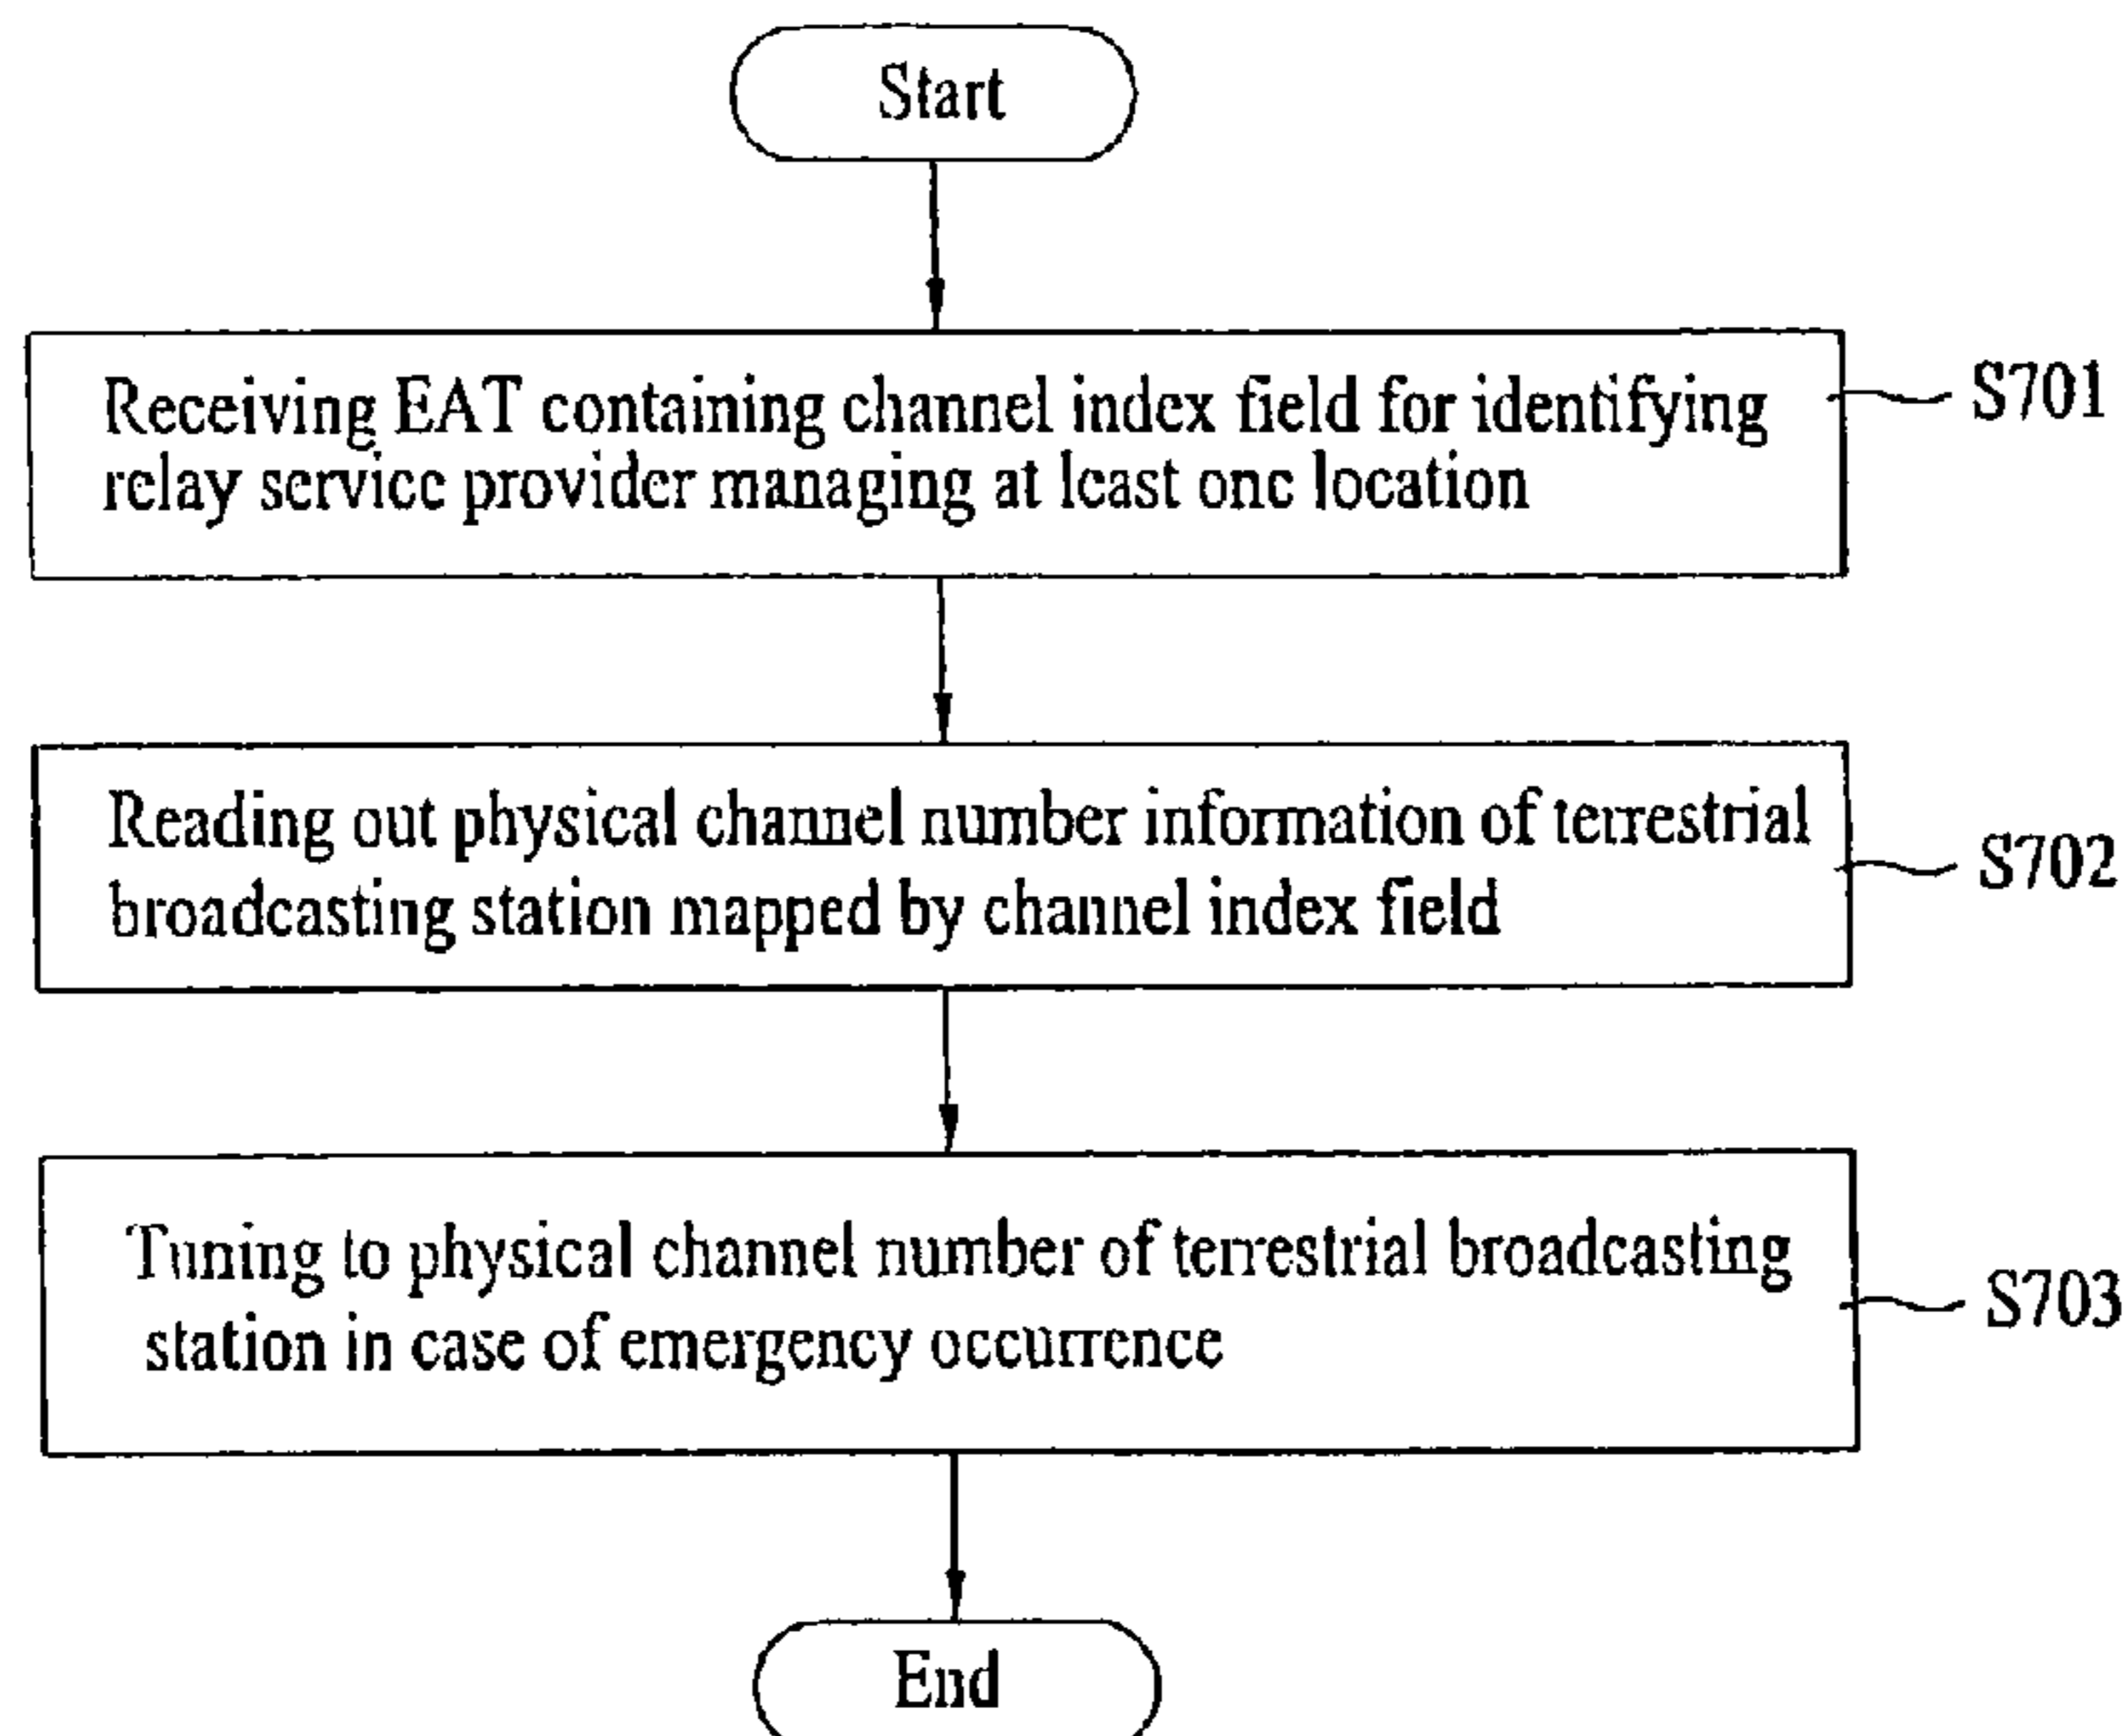 Start
Receiving EAT containing channel index field for identifying
relay service provider managing at least one location
S701
Reading out physical channel number information of terrestrial
broadcasting station mapped by channel index field
S702
Tuning to physical channel number of terrestrial broadcasting
station in case of emergency occurrence
S703
End